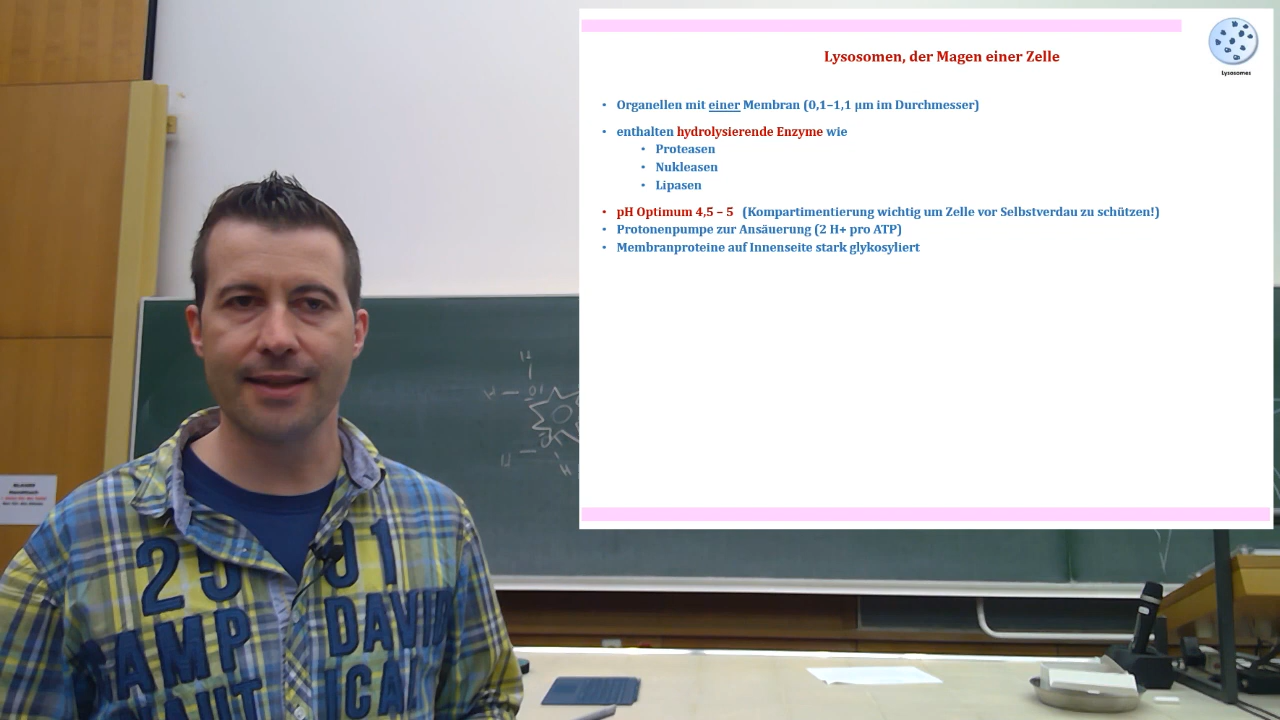 Lysosomen, der Magen einer Zelle
Lysosomes
• Organellen mit einer Membran (0,1–1,1 µm im Durchmesser)
• enthalten hydrolysierende Enzyme wie
• Proteasen
• Nukleasen
• Lipasen
• pH Optimum 4,5 – 5 (Kompartimentierung wichtig um Zelle vor Selbstverdau zu schützen!)
• Protonenpumpe zur Ansäuerung (2 H+ pro ATP)
• Membranproteine auf Innenseite stark glykosyliert
25 01
CAMP DAVID